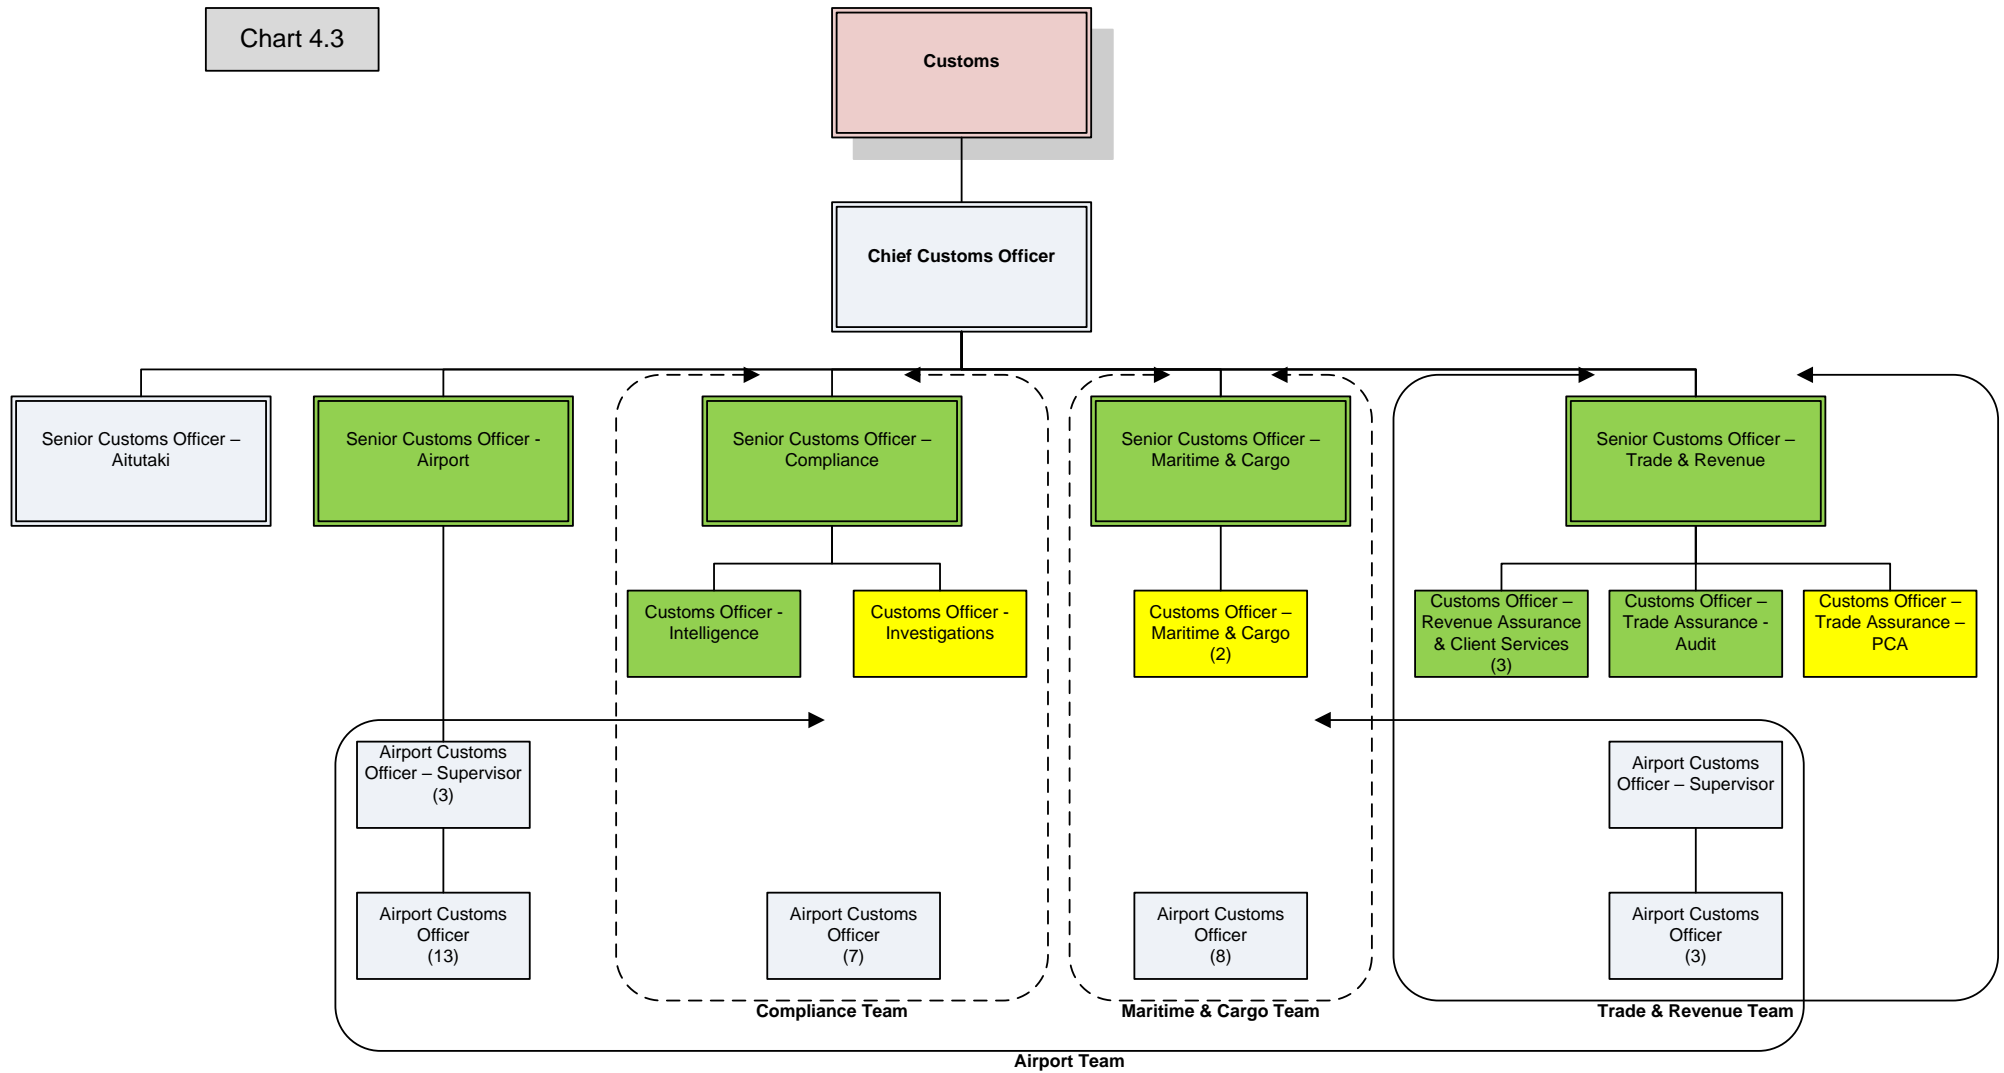 Chart 4.3
Customs
Chief Customs Officer
Senior Customs Officer –
Aitutaki
Senior Customs Officer -
Airport
Senior Customs Officer –
Compliance
Senior Customs Officer –
Maritime & Cargo
Senior Customs Officer –
Trade & Revenue
Customs Officer -
Intelligence
Customs Officer -
Investigations
Customs Officer –
Maritime & Cargo
(2)
Customs Officer –
Revenue Assurance
& Client Services
(3)
Customs Officer –
Trade Assurance -
Audit
Customs Officer –
Trade Assurance –
PCA
Airport Customs
Officer – Supervisor
(3)
Airport Customs
Officer – Supervisor
Airport Customs
Officer
(13)
Airport Customs
Officer
(7)
Airport Customs
Officer
(8)
Airport Customs
Officer
(3)
Compliance Team
Maritime & Cargo Team
Trade & Revenue Team
Airport Team